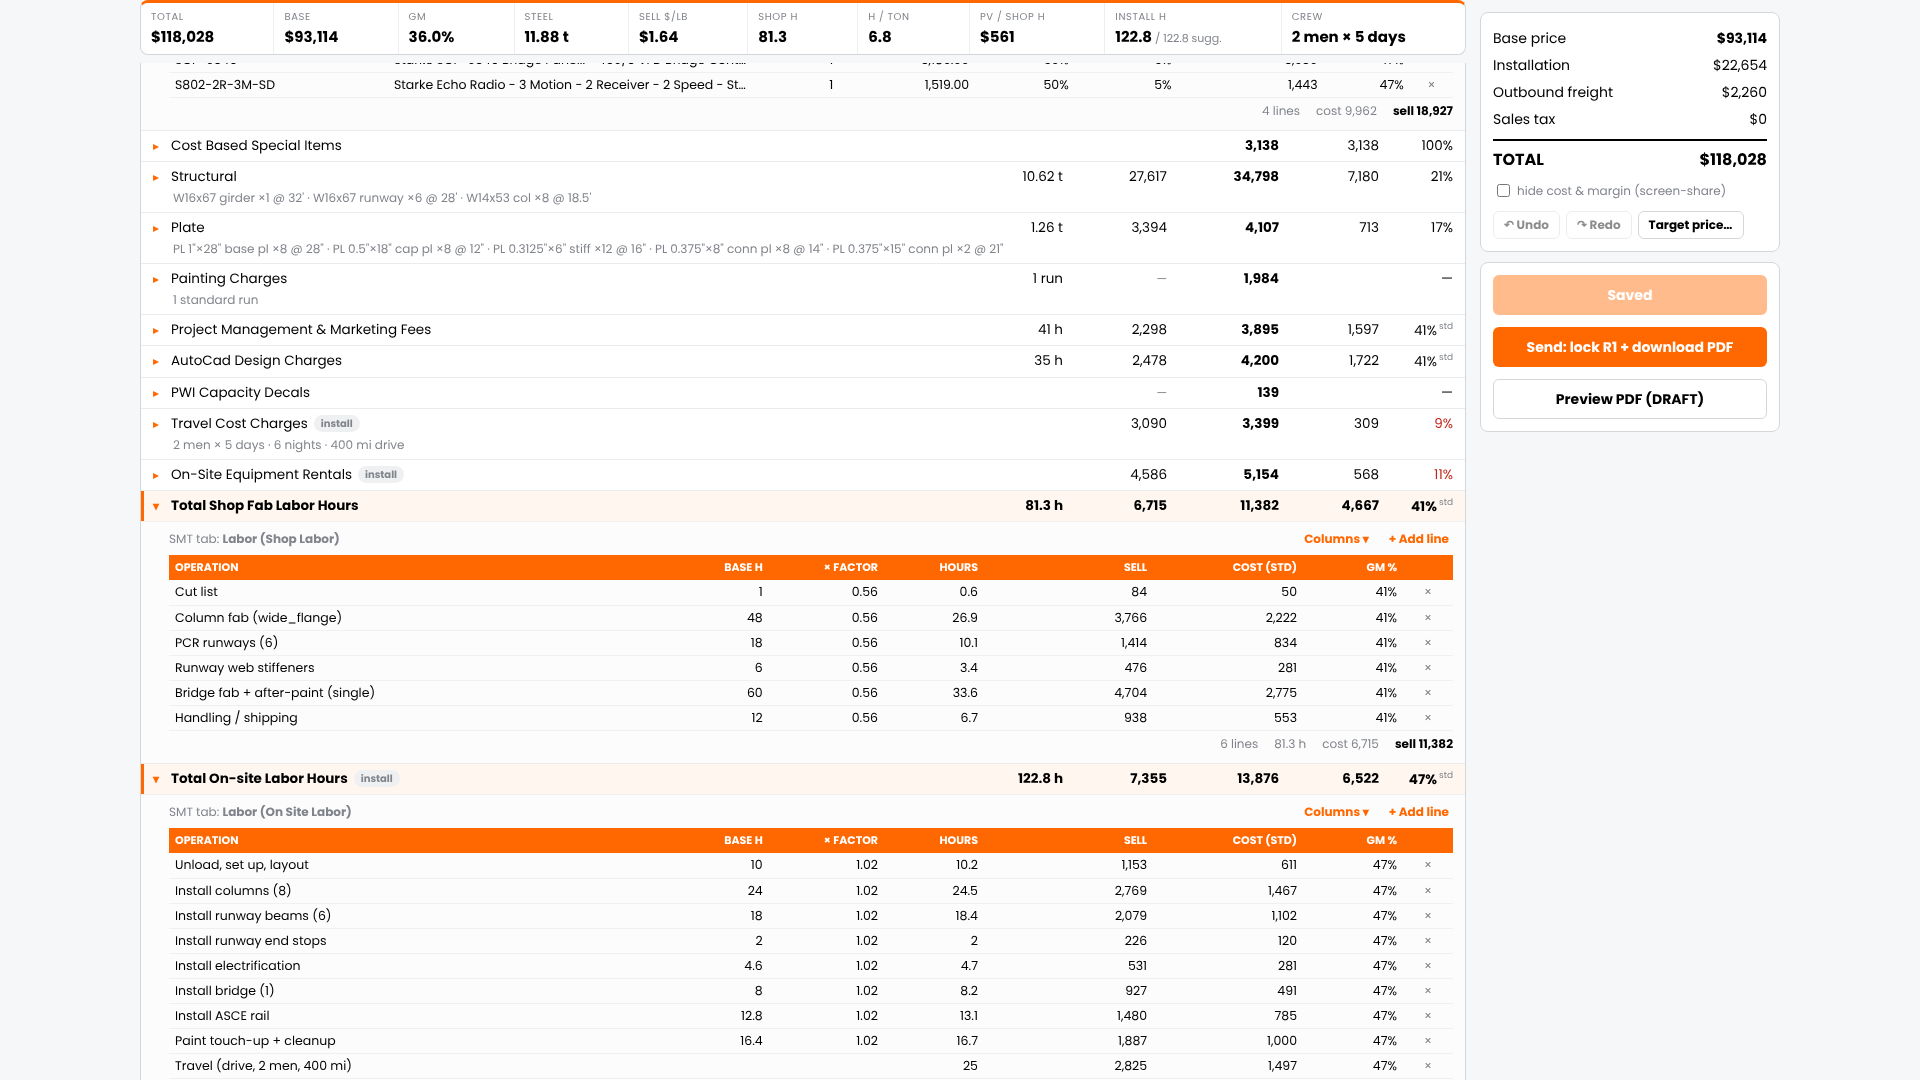 TOTAL BASE GM STEEL SELL $/LB SHOP H H / TON PV / SHOP H INSTALL H CREW
$118,028 $93,114 36.0% 11.88 t $1.64 81.3 6.8 $561 122.8 / 122.8 sugg. 2 men × 5 days
S802-2R-3M-SD Starke Echo Radio - 3 Motion - 2 Receiver - 2 Speed - St... 1 1,519.00 50% 5% 1,443 47% ×
4 lines cost 9,962 sell 18,927
▸ Cost Based Special Items 3,138 3,138 100%
▸ Structural 10.62 t 27,617 34,798 7,180 21%
W16x67 girder ×1 @ 32' · W16x67 runway ×6 @ 28' · W14x53 col ×8 @ 18.5'
▸ Plate 1.26 t 3,394 4,107 713 17%
PL 1"×28" base pl ×8 @ 28" · PL 0.5"×18" cap pl ×8 @ 12" · PL 0.3125"×6" stiff ×12 @ 16" · PL 0.375"×8" conn pl ×8 @ 14" · PL 0.375"×15" conn pl ×2 @ 21"
▸ Painting Charges 1 run — 1,984 —
1 standard run
▸ Project Management & Marketing Fees 41 h 2,298 3,895 1,597 41% std
▸ AutoCad Design Charges 35 h 2,478 4,200 1,722 41% std
▸ PWI Capacity Decals — 139 —
▸ Travel Cost Charges install 3,090 3,399 309 9%
2 men × 5 days · 6 nights · 400 mi drive
▸ On-Site Equipment Rentals install 4,586 5,154 568 11%
▾ Total Shop Fab Labor Hours 81.3 h 6,715 11,382 4,667 41% std
SMT tab: Labor (Shop Labor) Columns ▾ + Add line
OPERATION BASE H × FACTOR HOURS SELL COST (STD) GM %
Cut list 1 0.56 0.6 84 50 41% ×
Column fab (wide_flange) 48 0.56 26.9 3,766 2,222 41% ×
PCR runways (6) 18 0.56 10.1 1,414 834 41% ×
Runway web stiffeners 6 0.56 3.4 476 281 41% ×
Bridge fab + after-paint (single) 60 0.56 33.6 4,704 2,775 41% ×
Handling / shipping 12 0.56 6.7 938 553 41% ×
6 lines 81.3 h cost 6,715 sell 11,382
▾ Total On-site Labor Hours install 122.8 h 7,355 13,876 6,522 47% std
SMT tab: Labor (On Site Labor) Columns ▾ + Add line
OPERATION BASE H × FACTOR HOURS SELL COST (STD) GM %
Unload, set up, layout 10 1.02 10.2 1,153 611 47% ×
Install columns (8) 24 1.02 24.5 2,769 1,467 47% ×
Install runway beams (6) 18 1.02 18.4 2,079 1,102 47% ×
Install runway end stops 2 1.02 2 226 120 47% ×
Install electrification 4.6 1.02 4.7 531 281 47% ×
Install bridge (1) 8 1.02 8.2 927 491 47% ×
Install ASCE rail 12.8 1.02 13.1 1,480 785 47% ×
Paint touch-up + cleanup 16.4 1.02 16.7 1,887 1,000 47% ×
Travel (drive, 2 men, 400 mi) 25 2,825 1,497 47% ×
Base price $93,114
Installation $22,654
Outbound freight $2,260
Sales tax $0
TOTAL $118,028
hide cost & margin (screen-share)
↶ Undo ↷ Redo Target price...
Saved
Send: lock R1 + download PDF
Preview PDF (DRAFT)